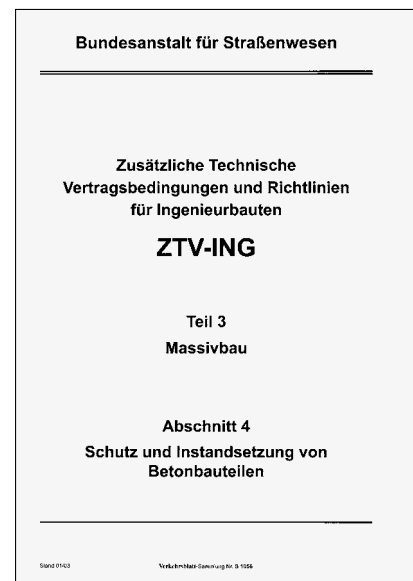 Bundesanstalt für Straßenwesen
Zusätzliche Technische
Vertragsbedingungen und Richtlinien
für Ingenieurbauten
ZTV-ING
Teil 3
Massivbau
Abschnitt 4
Schutz und Instandsetzung von
Betonbauteilen
Stand 01/03 Verkehrsblatt-Sammlung Nr. S 1056